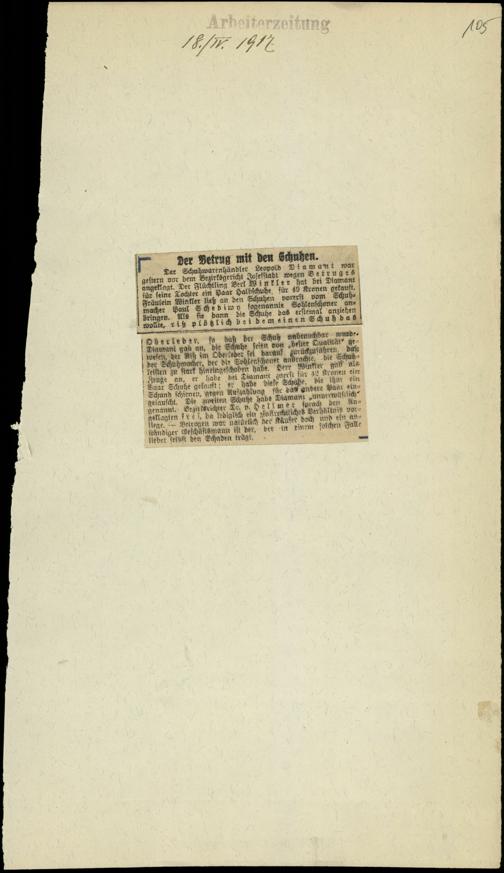 Arbeiterzeitung
105
18./IV. 1917
Der Betrug mit den Schuhen.
Der Schuhwarenhändler Leopold Diamant war
gestern vor dem Bezirksgericht Josefstadt wegen Betruges
angeklagt. Der Flüchtling Berl Winkler hat bei Diamant
für seine Tochter ein Paar Halbschuhe für 49 Kronen gekauft.
Fräulein Winkler ließ an den Schuhen vorerst vom Schuh-
macher Paul Schediwy sogenannte Sohlenschoner an-
bringen. Als sie dann die Schuhe das erstemal anziehen
wollte, riß plötzlich bei dem einen Schuh das
Oberleder, so daß der Schuh unbrauchbar wurde.
Diamant gab an, die Schuhe seien von „bester Qualität“ ge-
wesen, der Riß im Oberleder sei darauf zurückzuführen, daß
der Schuhmacher, der die Sohlenschoner anbrachte, die Schuh-
leisten zu stark hineingeschoben habe. Herr Winkler gab als
Zeuge an, er habe bei Diamant zuerst für 42 Kronen ein
Paar Schuhe gekauft; er habe diese Schuhe, die ihm ein
Schund schienen, gegen Aufzahlung für das andere Paar ein-
getauscht. Die zweiten Schuhe habe Diamant „unverwüstlich“
genannt. Bezirksrichter Dr. v. Hellmer sprach den An-
geklagten frei, da lediglich ein zivilrechtliches Verhältnis vor-
liege. — Betrogen war natürlich der Käufer doch und ein an-
ständiger Geschäftsmann ist der, der in einem solchen Falle
lieber selbst den Schaden trägt.